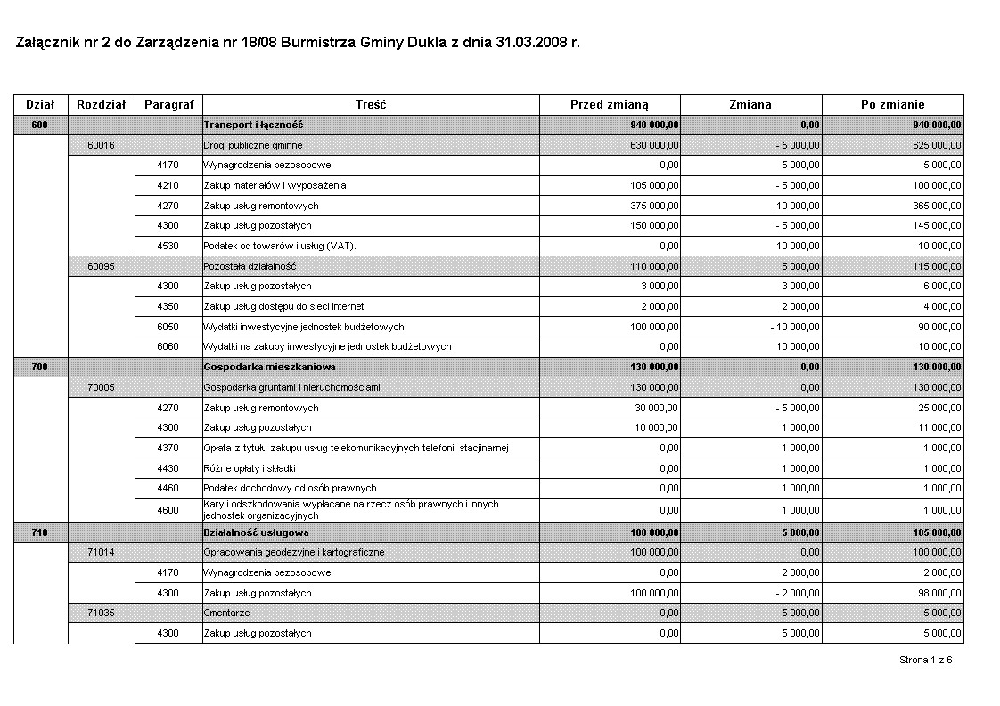 Załącznik nr 2 do Zarządzenia nr 18/08 Burmistrza Gminy Dukla z dnia 31.03.2008 r.
Dział Rozdział Paragraf Treść Przed zmianą Zmiana Po zmianie
600 Transport i łączność 940 000,00 0,00 940 000,00
60016 Drogi publiczne gminne 630 000,00 - 5 000,00 625 000,00
4170 Wynagrodzenia bezosobowe 0,00 5 000,00 5 000,00
4210 Zakup materiałów i wyposażenia 105 000,00 - 5 000,00 100 000,00
4270 Zakup usług remontowych 375 000,00 - 10 000,00 365 000,00
4300 Zakup usług pozostałych 150 000,00 - 5 000,00 145 000,00
4530 Podatek od towarów i usług (VAT). 0,00 10 000,00 10 000,00
60095 Pozostała działalność 110 000,00 5 000,00 115 000,00
4300 Zakup usług pozostałych 3 000,00 3 000,00 6 000,00
4350 Zakup usług dostępu do sieci Internet 2 000,00 2 000,00 4 000,00
6050 Wydatki inwestycyjne jednostek budżetowych 100 000,00 - 10 000,00 90 000,00
6060 Wydatki na zakupy inwestycyjne jednostek budżetowych 0,00 10 000,00 10 000,00
700 Gospodarka mieszkaniowa 130 000,00 0,00 130 000,00
70005 Gospodarka gruntami i nieruchomościami 130 000,00 0,00 130 000,00
4270 Zakup usług remontowych 30 000,00 - 5 000,00 25 000,00
4300 Zakup usług pozostałych 10 000,00 1 000,00 11 000,00
4370 Opłata z tytułu zakupu usług telekomunikacyjnych telefonii stacjinarnej 0,00 1 000,00 1 000,00
4430 Różne opłaty i składki 0,00 1 000,00 1 000,00
4460 Podatek dochodowy od osób prawnych 0,00 1 000,00 1 000,00
4600 Kary i odszkodowania wypłacane na rzecz osób prawnych i innych
jednostek organizacyjnych 0,00 1 000,00 1 000,00
710 Działalność usługowa 100 000,00 5 000,00 105 000,00
71014 Opracowania geodezyjne i kartograficzne 100 000,00 0,00 100 000,00
4170 Wynagrodzenia bezosobowe 0,00 2 000,00 2 000,00
4300 Zakup usług pozostałych 100 000,00 - 2 000,00 98 000,00
71035 Cmentarze 0,00 5 000,00 5 000,00
4300 Zakup usług pozostałych 0,00 5 000,00 5 000,00
Strona 1 z 6